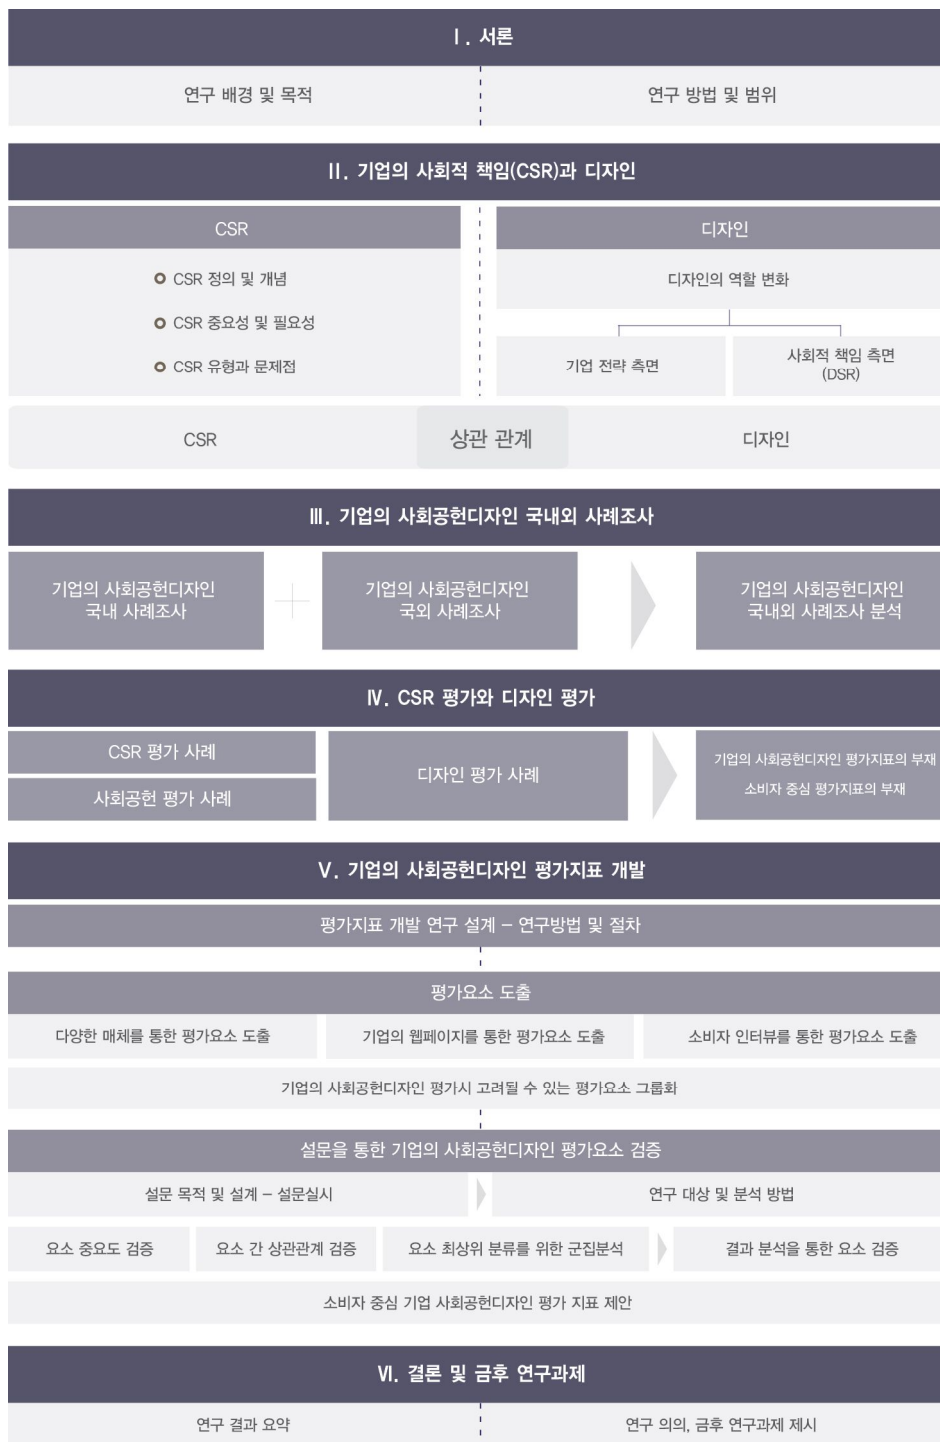 Ⅰ. 서론
연구 배경 및 목적
연구 방법 및 범위
Ⅱ. 기업의 사회적 책임(CSR)과 디자인
CSR
CSR 정의 및 개념
CSR 중요성 및 필요성
CSR 유형과 문제점
디자인
디자인의 역할 변화
기업 전략 측면
사회적 책임 측면
(DSR)
CSR
상관 관계
디자인
Ⅲ. 기업의 사회공헌디자인 국내외 사례조사
기업의 사회공헌디자인
국내 사례조사
기업의 사회공헌디자인
국외 사례조사
기업의 사회공헌디자인
국내외 사례조사 분석
Ⅳ. CSR 평가와 디자인 평가
CSR 평가 사례
사회공헌 평가 사례
디자인 평가 사례
기업의 사회공헌디자인 평가지표의 부재
소비자 중심 평가지표의 부재
Ⅴ. 기업의 사회공헌디자인 평가지표 개발
평가지표 개발 연구 설계 – 연구방법 및 절차
평가요소 도출
다양한 매체를 통한 평가요소 도출
기업의 웹페이지를 통한 평가요소 도출
소비자 인터뷰를 통한 평가요소 도출
기업의 사회공헌디자인 평가시 고려될 수 있는 평가요소 그룹화
설문을 통한 기업의 사회공헌디자인 평가요소 검증
설문 목적 및 설계 – 설문실시
연구 대상 및 분석 방법
요소 중요도 검증
요소 간 상관관계 검증
요소 최상위 분류를 위한 군집분석
결과 분석을 통한 요소 검증
소비자 중심 기업 사회공헌디자인 평가 지표 제안
Ⅵ. 결론 및 금후 연구과제
연구 결과 요약
연구 의의, 금후 연구과제 제시